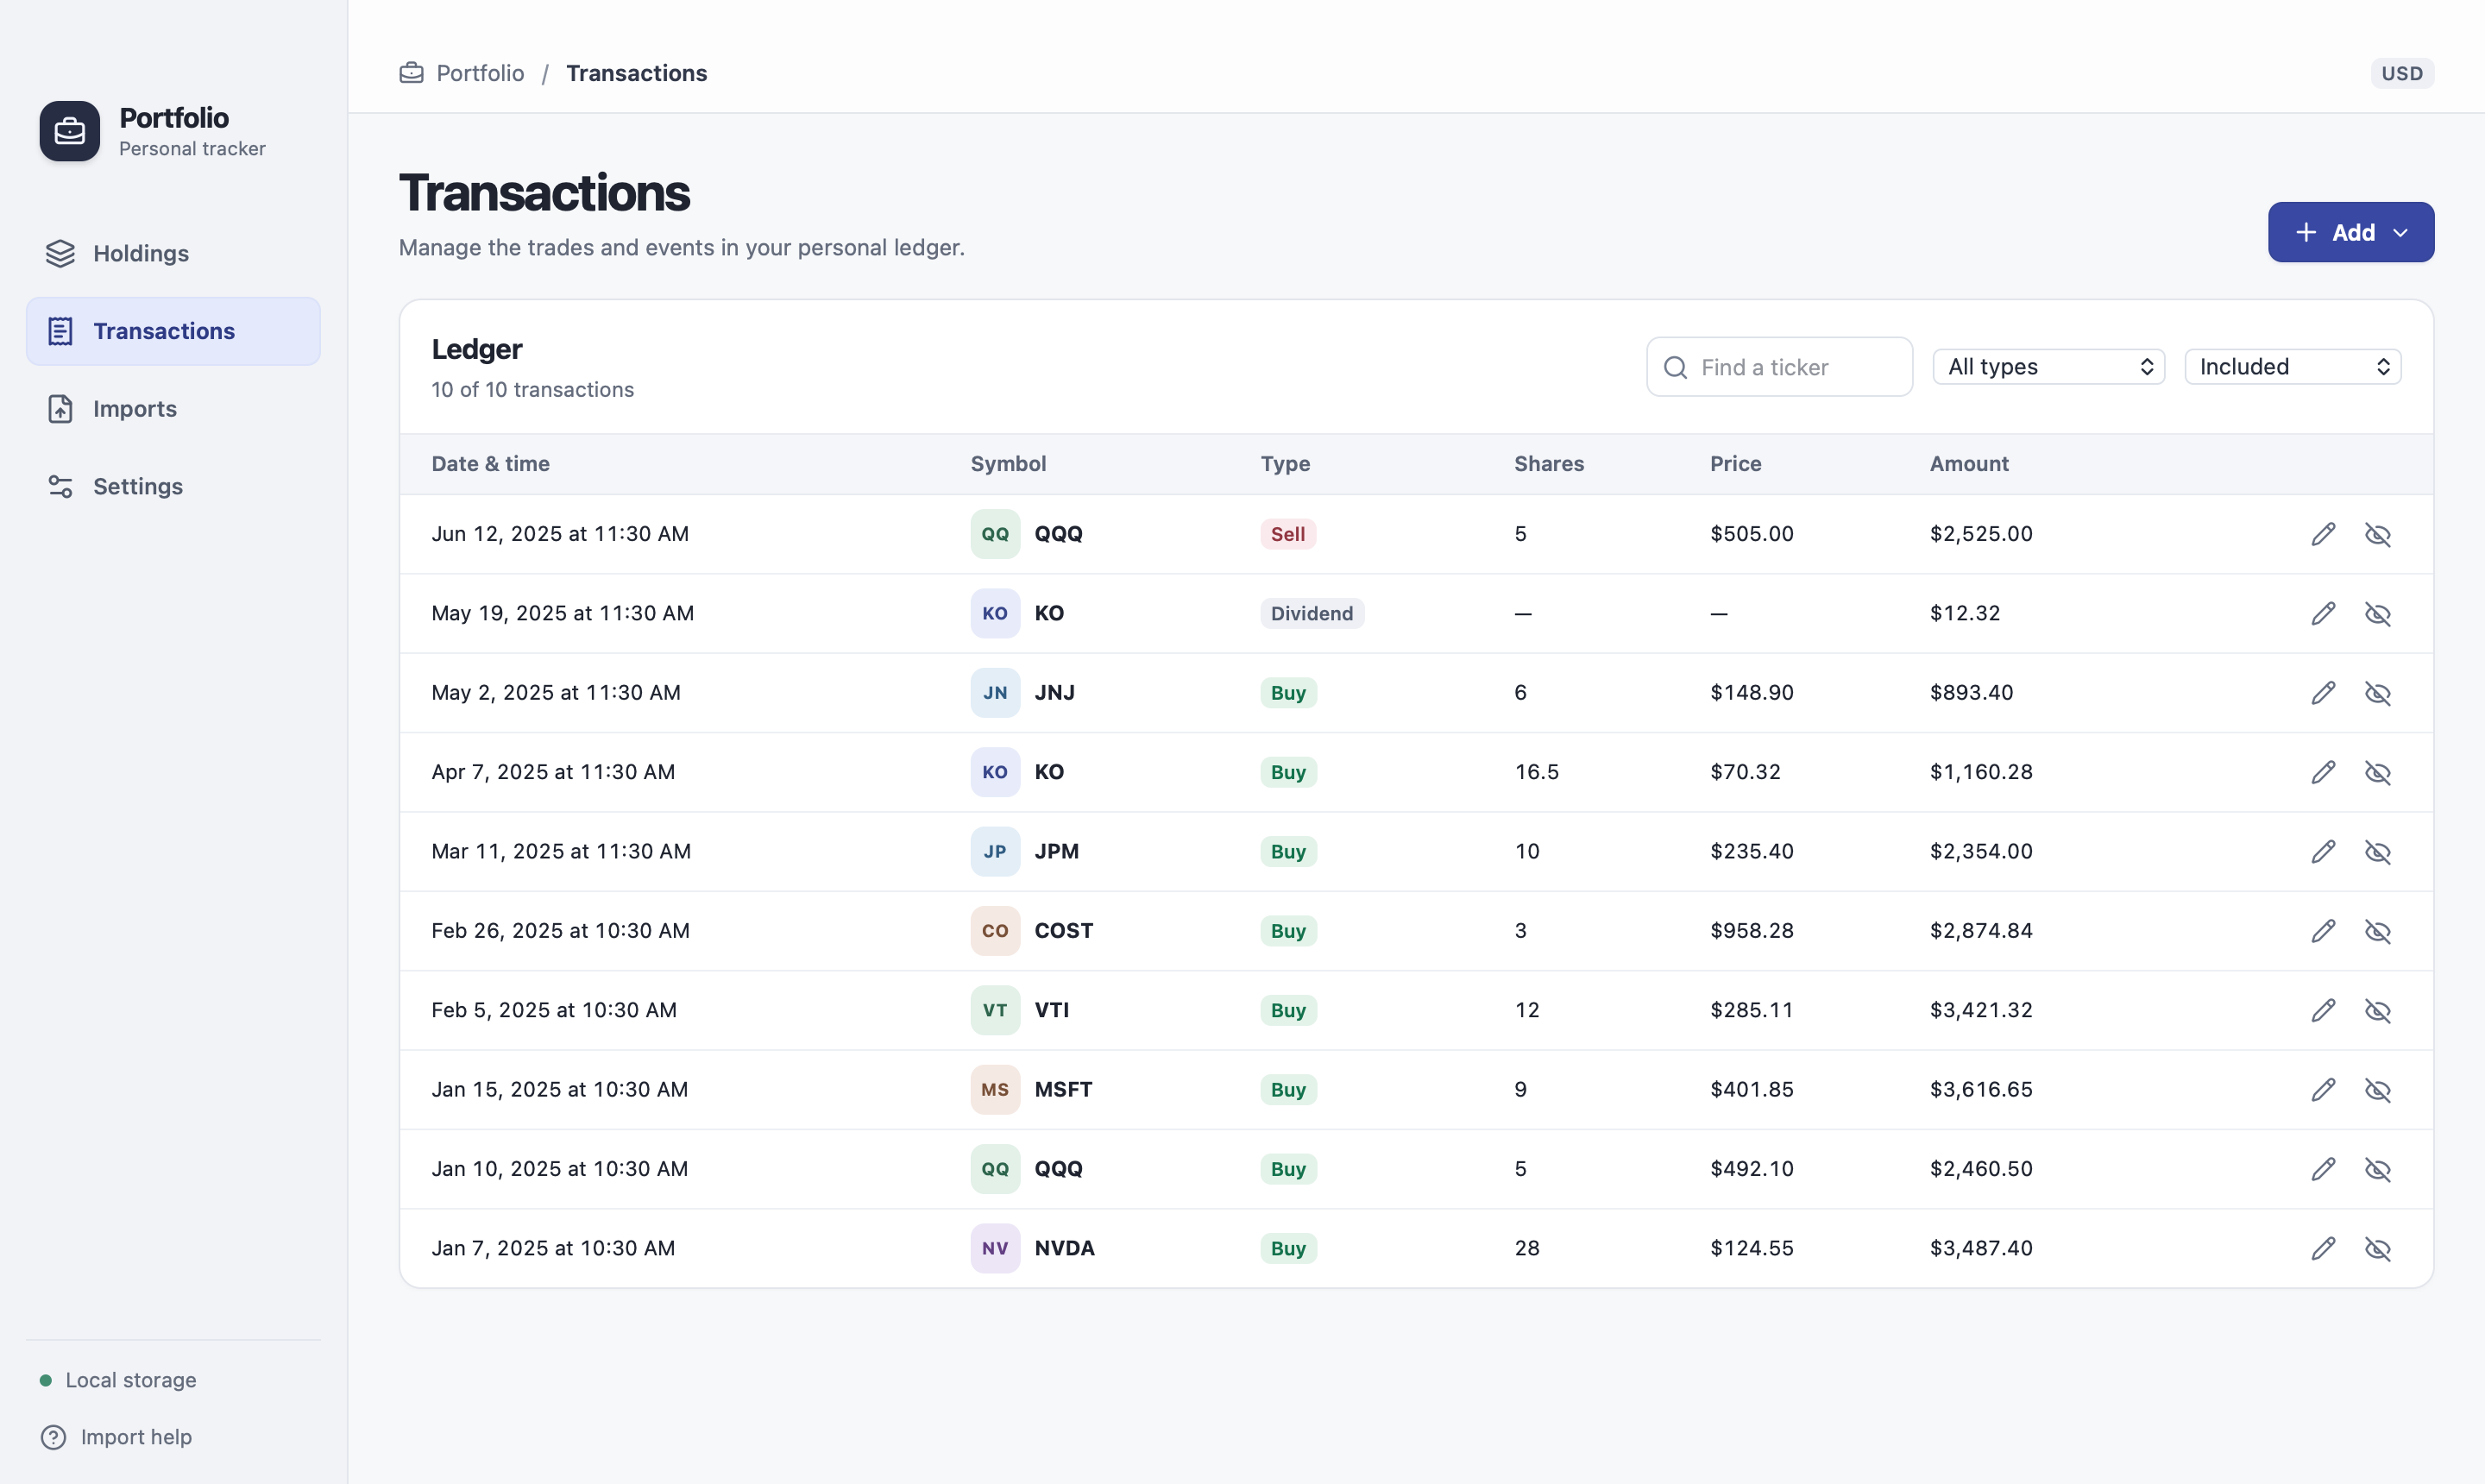 Portfolio
Personal tracker
Holdings
Transactions
Imports
Settings
Local storage
Import help
Portfolio / Transactions
USD
Transactions
Manage the trades and events in your personal ledger.
Add
Ledger
10 of 10 transactions
Find a ticker
All types
Included
Date & time Symbol Type Shares Price Amount
Jun 12, 2025 at 11:30 AM QQ QQQ Sell 5 $505.00 $2,525.00
May 19, 2025 at 11:30 AM KO KO Dividend — — $12.32
May 2, 2025 at 11:30 AM JN JNJ Buy 6 $148.90 $893.40
Apr 7, 2025 at 11:30 AM KO KO Buy 16.5 $70.32 $1,160.28
Mar 11, 2025 at 11:30 AM JP JPM Buy 10 $235.40 $2,354.00
Feb 26, 2025 at 10:30 AM CO COST Buy 3 $958.28 $2,874.84
Feb 5, 2025 at 10:30 AM VT VTI Buy 12 $285.11 $3,421.32
Jan 15, 2025 at 10:30 AM MS MSFT Buy 9 $401.85 $3,616.65
Jan 10, 2025 at 10:30 AM QQ QQQ Buy 5 $492.10 $2,460.50
Jan 7, 2025 at 10:30 AM NV NVDA Buy 28 $124.55 $3,487.40